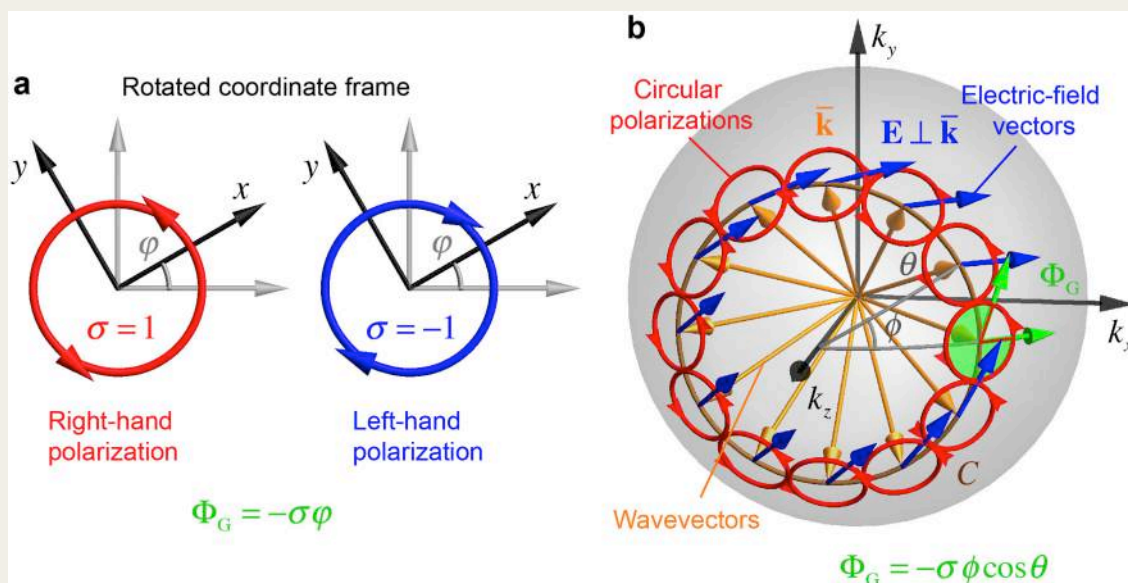 a
Rotated coordinate frame
y
x
φ
σ = 1
Right-hand
polarization
y
x
φ
σ = −1
Left-hand
polarization
Φ_G = −σφ
b
k_y
Circular
polarizations
k̄
E ⊥ k̄
Electric-field
vectors
θ
Φ_G
ϕ
k_x
k_z
C
Wavevectors
Φ_G = −σϕ cos θ